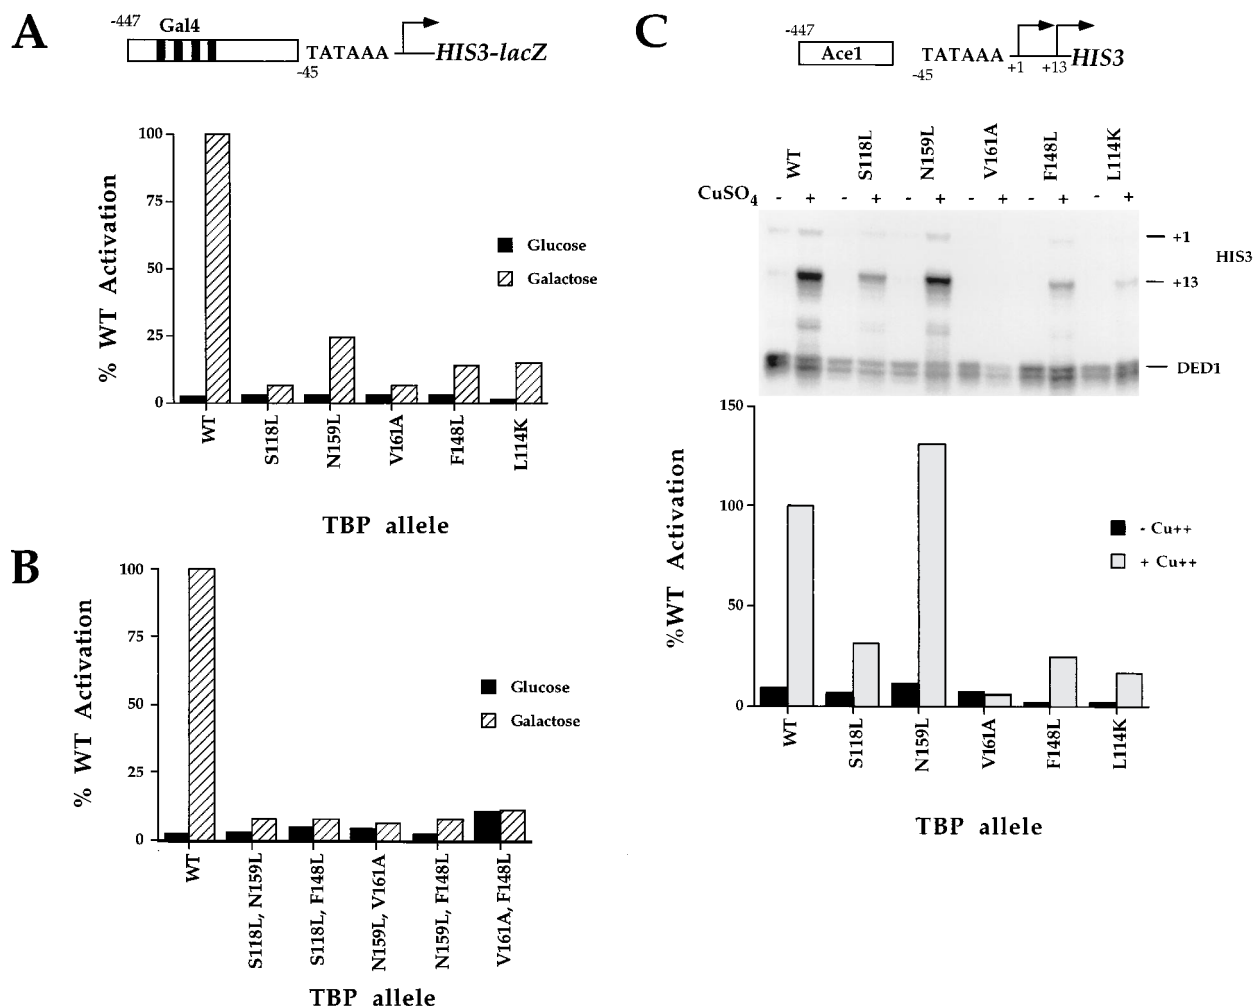 A
-447
Gal4
TATAAA
HIS3-lacZ
-45
% WT Activation
100
75
50
25
0
Glucose
Galactose
WT
S118L
N159L
V161A
F148L
L114K
TBP allele
B
% WT Activation
100
75
50
25
0
Glucose
Galactose
WT
S118L, N159L
S118L, F148L
N159L, V161A
N159L, F148L
V161A, F148L
TBP allele
C
-447
Ace1
TATAAA
-45
+1
+13
HIS3
WT
S118L
N159L
V161A
F148L
L114K
CuSO4
- + - + - + - + - + - +
+1
HIS3
+13
DED1
%WT Activation
150
100
50
0
- Cu++
+ Cu++
WT
S118L
N159L
V161A
F148L
L114K
TBP allele